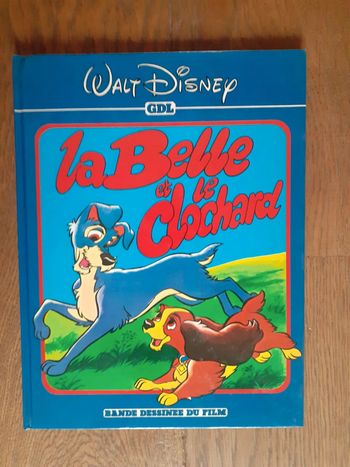 WALT DISNEY
GDL
la Belle
et le
Clochard
BANDE DESSINEE DU FILM